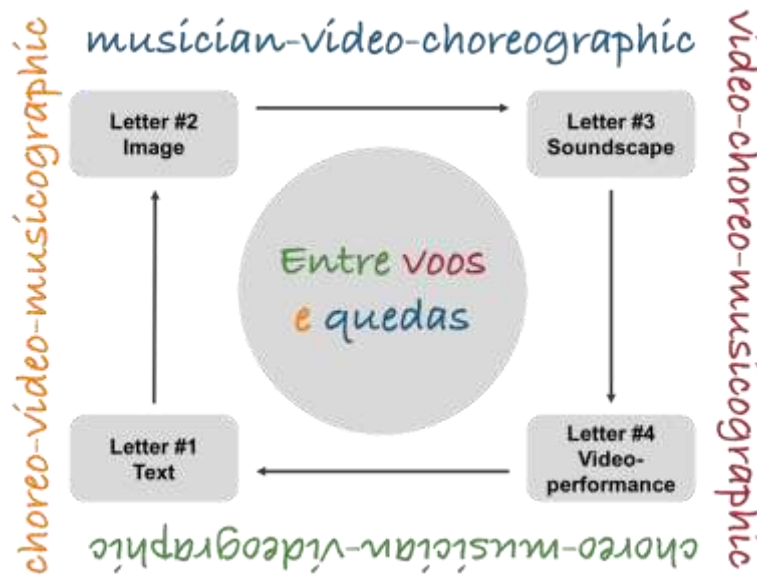 musician-video-choreographic
choreo-video-musicographic
video-choreo-musicographic
Letter #2
Image
Letter #3
Soundscape
Entre voos
e quedas
Letter #1
Text
Letter #4
Video-
performance
choreo-musician-videographic